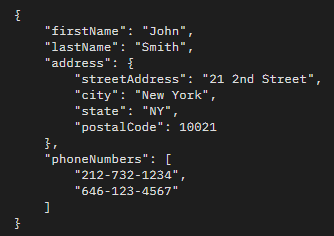 {
    "firstName": "John",
    "lastName": "Smith",
    "address": {
        "streetAddress": "21 2nd Street",
        "city": "New York",
        "state": "NY",
        "postalCode": 10021
    },
    "phoneNumbers": [
        "212-732-1234",
        "646-123-4567"
    ]
}